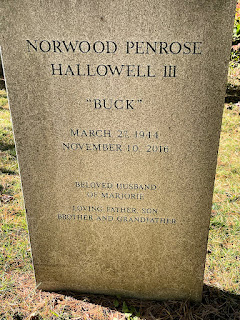 NORWOOD PENROSE
HALLOWELL III
"BUCK"
MARCH 27, 1944
NOVEMBER 10, 2016
BELOVED HUSBAND
OF MARJORIE
LOVING FATHER, SON
BROTHER AND GRANDFATHER